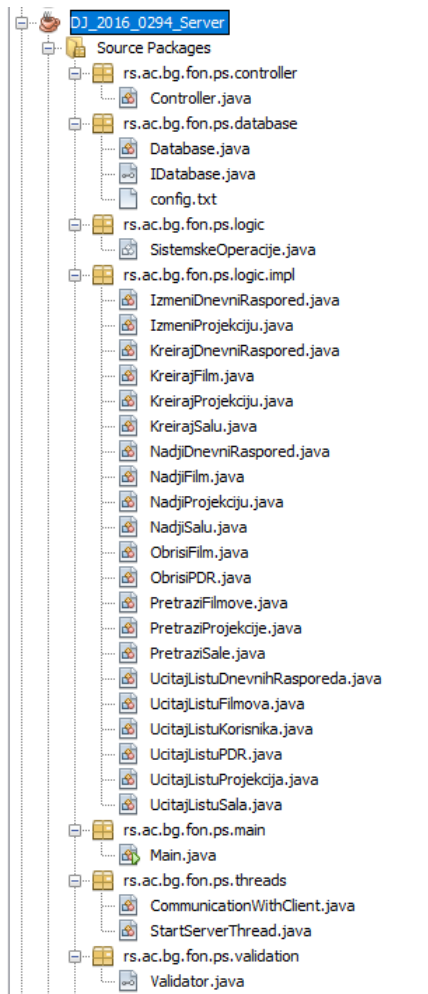 DJ_2016_0294_Server
Source Packages
rs.ac.bg.fon.ps.controller
Controller.java
rs.ac.bg.fon.ps.database
Database.java
IDatabase.java
config.txt
rs.ac.bg.fon.ps.logic
SistemskeOperacije.java
rs.ac.bg.fon.ps.logic.impl
IzmeniDnevniRaspored.java
IzmeniProjekciju.java
KreirajDnevniRaspored.java
KreirajFilm.java
KreirajProjekciju.java
KreirajSalu.java
NadjiDnevniRaspored.java
NadjiFilm.java
NadjiProjekciju.java
NadjiSalu.java
ObrisiFilm.java
ObrisiPDR.java
PretraziFilmove.java
PretraziProjekcije.java
PretraziSale.java
UcitajListuDnevnihRasporeda.java
UcitajListuFilmova.java
UcitajListuKorisnika.java
UcitajListuPDR.java
UcitajListuProjekcija.java
UcitajListuSala.java
rs.ac.bg.fon.ps.main
Main.java
rs.ac.bg.fon.ps.threads
CommunicationWithClient.java
StartServerThread.java
rs.ac.bg.fon.ps.validation
Validator.java